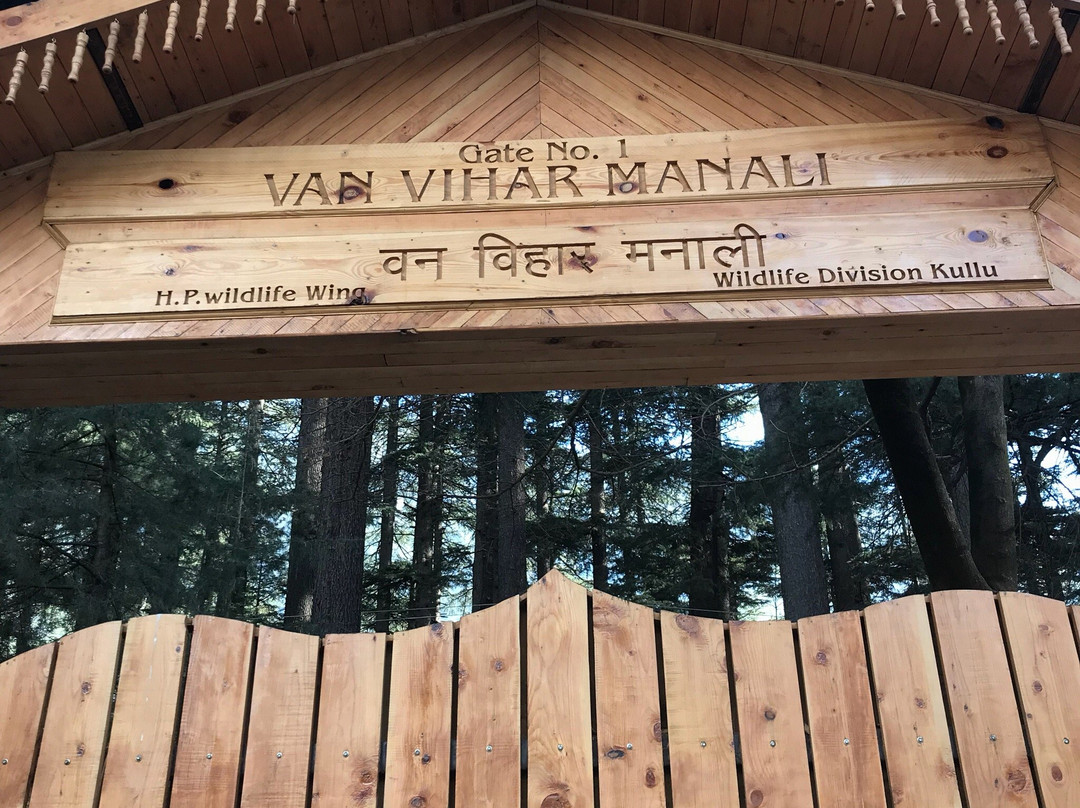 Gate No. 1
VAN VIHAR MANALI
वन विहार मनाली
H.P.wildlife Wing
Wildlife Division Kullu